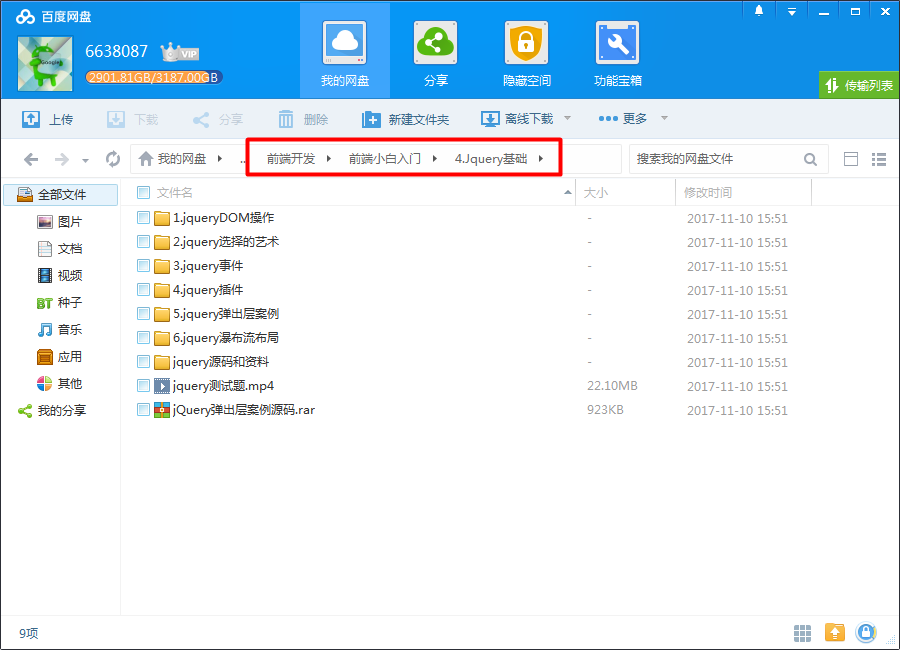 百度网盘
6638087 VIP
2901.81GB/3187.00GB
我的网盘 分享 隐藏空间 功能宝箱
传输列表
上传 下载 分享 删除 新建文件夹 离线下载 更多
我的网盘 .. 前端开发 前端小白入门 4.Jquery基础 搜索我的网盘文件
全部文件 文件名 大小 修改时间
图片
文档
视频
BT 种子
音乐
应用
其他
我的分享
1.jqueryDOM操作 - 2017-11-10 15:51
2.jquery选择的艺术 - 2017-11-10 15:51
3.jquery事件 - 2017-11-10 15:51
4.jquery插件 - 2017-11-10 15:51
5.jquery弹出层案例 - 2017-11-10 15:51
6.jquery瀑布流布局 - 2017-11-10 15:51
jquery源码和资料 - 2017-11-10 15:51
jquery测试题.mp4 22.10MB 2017-11-10 15:51
jQuery弹出层案例源码.rar 923KB 2017-11-10 15:51
9项